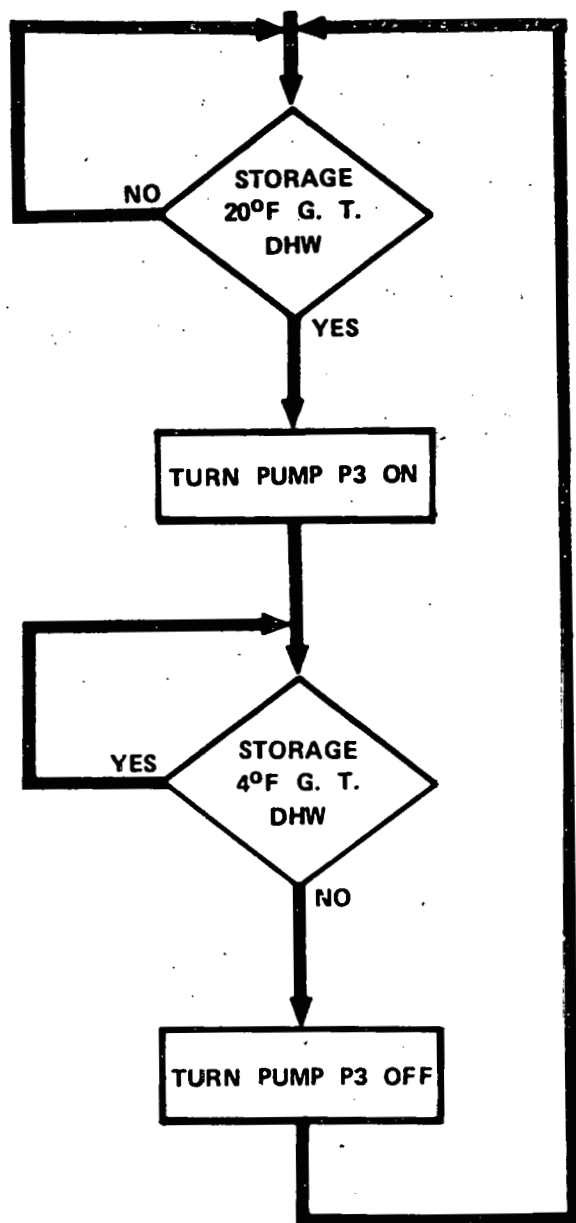 STORAGE
20°F G. T.
DHW
NO
YES
TURN PUMP P3 ON
STORAGE
4°F G. T.
DHW
YES
NO
TURN PUMP P3 OFF